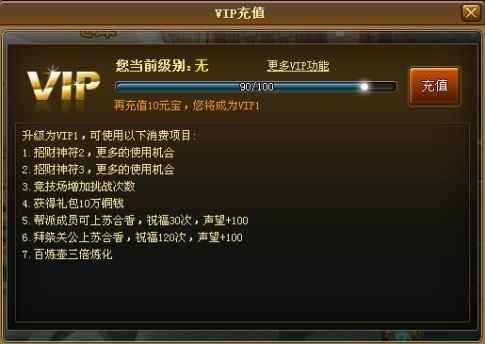 VIP充值
VIP
您当前级别:无
更多VIP功能
90/100
充值
再充值10元宝，您将成为VIP1
升级为VIP1，可使用以下消费项目:
1.招财神符2，更多的使用机会
2.招财神符3，更多的使用机会
3.竞技场增加挑战次数
4.获得礼包10万铜钱
5.帮派成员可上苏合香，祝福30次，声望+100
6.拜祭关公上苏合香，祝福120次，声望+100
7.百炼壶三倍炼化